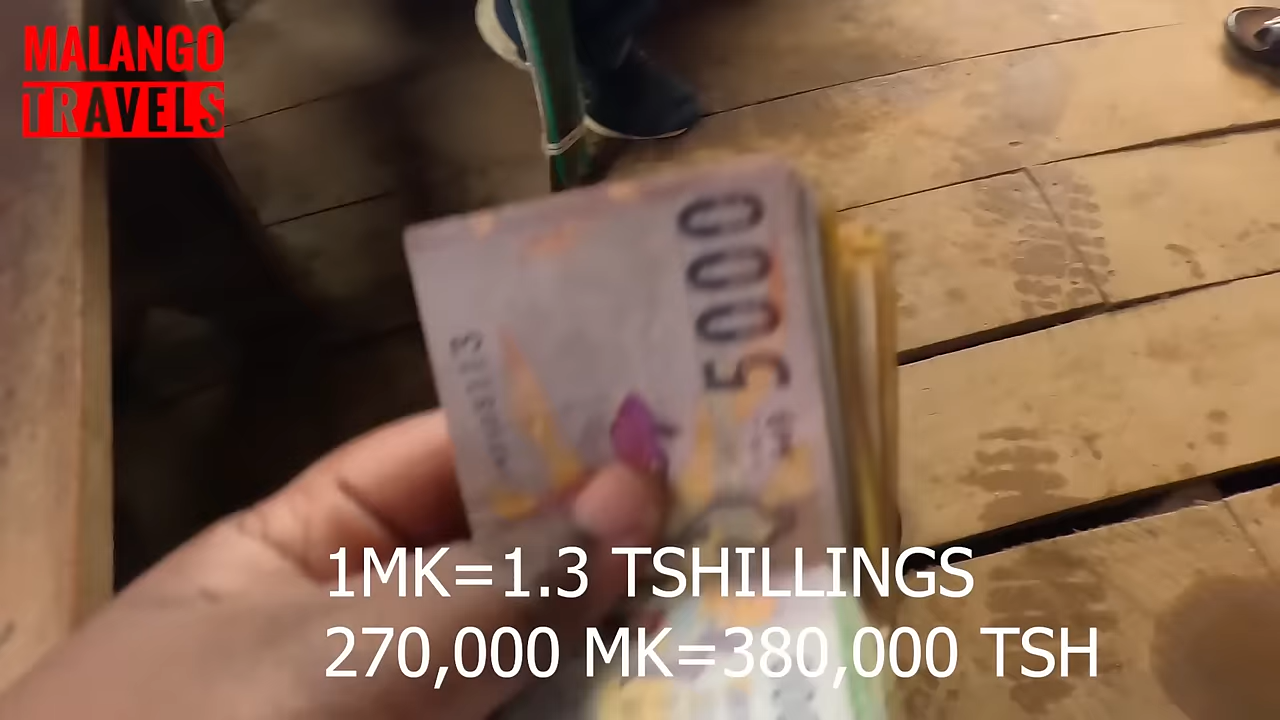 MALANGO
TRAVELS
5000
1MK=1.3 TSHILLINGS
270,000 MK=380,000 TSH